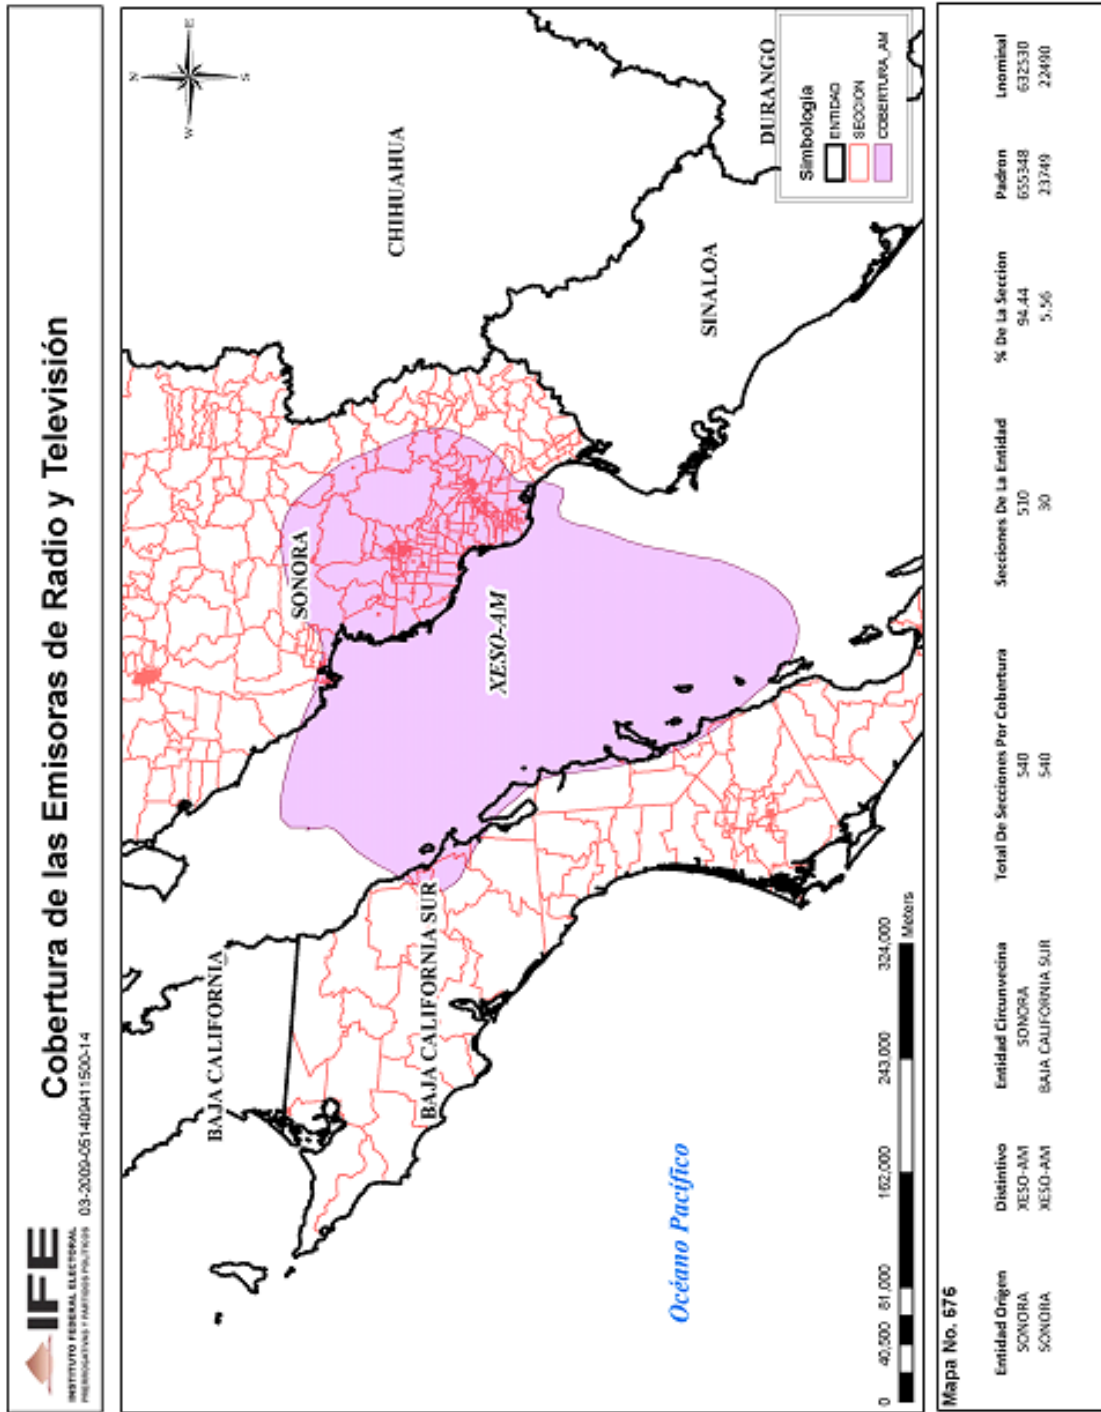 IFE
INSTITUTO FEDERAL ELECTORAL
PRERROGATIVAS Y PARTIDOS POLITICOS
03-2009-051409411500-14
Cobertura de las Emisoras de Radio y Televisión
N
W
E
S
BAJA CALIFORNIA
SONORA
CHIHUAHUA
BAJA CALIFORNIA SUR
XESO-AM
SINALOA
DURANGO
Océano Pacífico
Simbología
ENTIDAD
SECCION
COBERTURA_AM
0 40,500 81,000 162,000 243,000 324,000
Meters
Mapa No. 676
Entidad Origen Distintivo Entidad Circunvecina Total De Secciones Por Cobertura Secciones De La Entidad % De La Seccion Padron Lnominal
SONORA XESO-AM SONORA 540 510 94.44 655348 632530
SONORA XESO-AM BAJA CALIFORNIA SUR 540 30 5.56 23749 22490